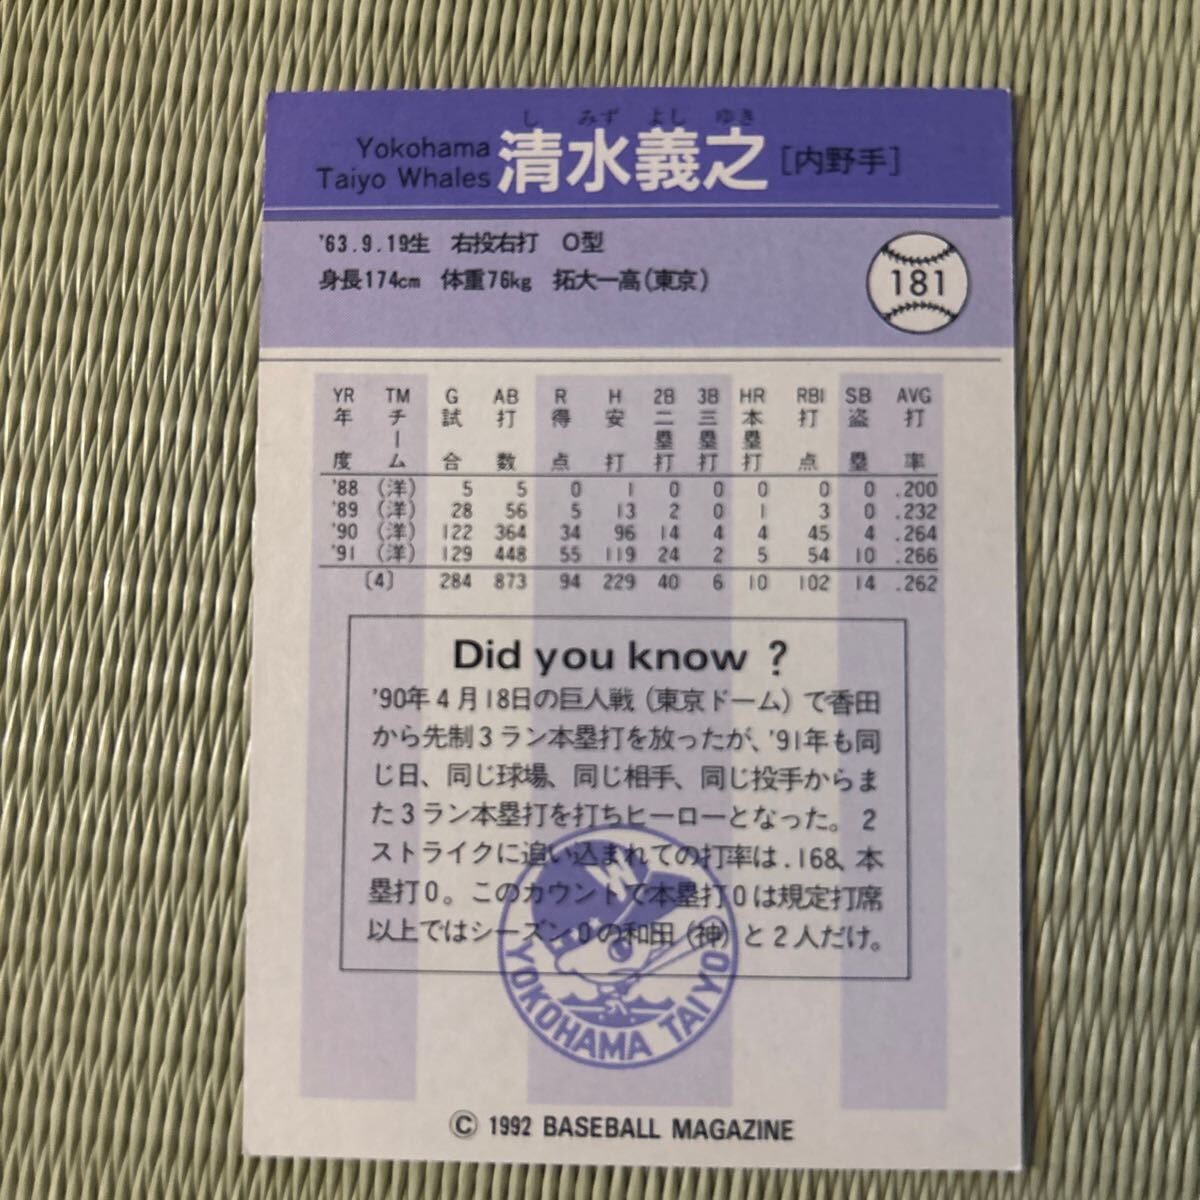 し みず よし ゆき
Yokohama
Taiyo Whales 清水義之 [内野手]
'63.9.19生 右投右打 O型
身長174cm 体重76kg 拓大一高(東京)
181
YR TM G AB R H 2B 3B HR RBI SB AVG
年度 チーム 試合 打数 得点 安打 二塁打 三塁打 本塁打 打点 盗塁 打率
'88 (洋) 5 5 0 1 0 0 0 0 0 .200
'89 (洋) 28 56 5 13 2 0 1 3 0 .232
'90 (洋) 122 364 34 96 14 4 4 45 4 .264
'91 (洋) 129 448 55 119 24 2 5 54 10 .266
〔4〕 284 873 94 229 40 6 10 102 14 .262
Did you know ?
'90年4月18日の巨人戦(東京ドーム)で香田
から先制3ラン本塁打を放ったが、'91年も同
じ日、同じ球場、同じ相手、同じ投手からま
た3ラン本塁打を打ちヒーローとなった。2
ストライクに追い込まれての打率は.168、本
塁打0。このカウントで本塁打0は規定打席
以上ではシーズン0の和田(神)と2人だけ。
W
YOKOHAMA TAIYO
© 1992 BASEBALL MAGAZINE